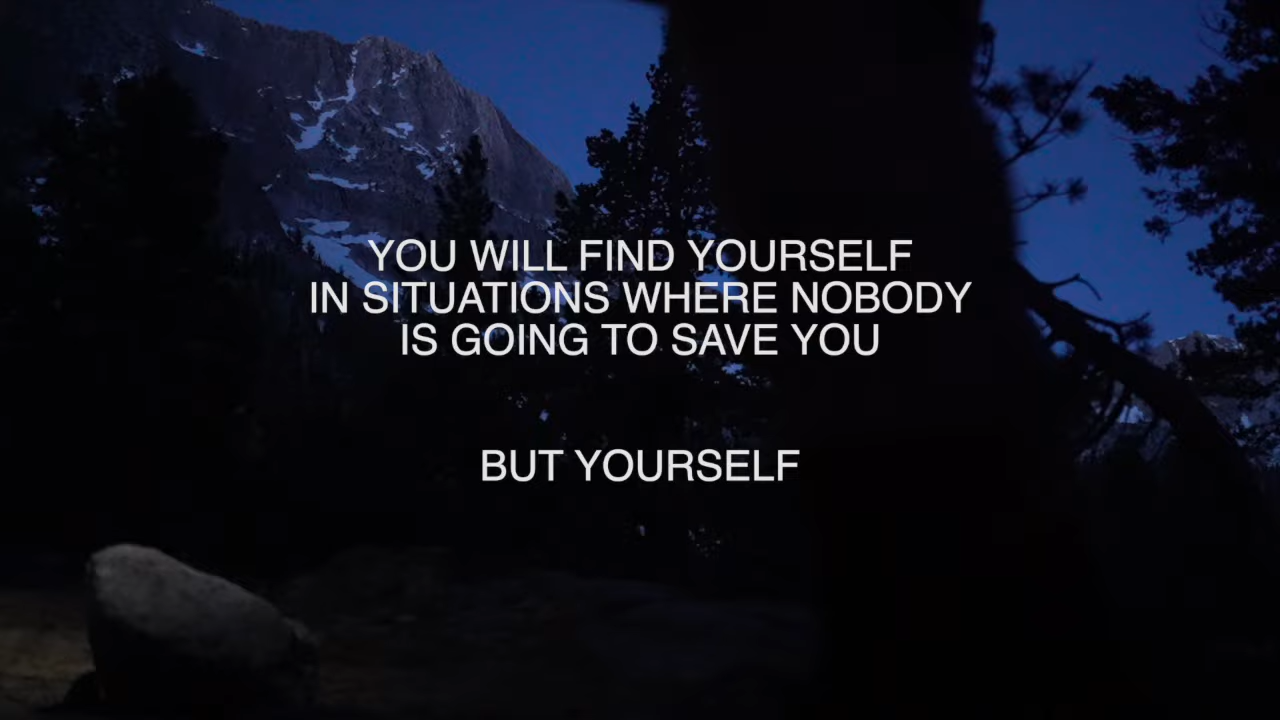 YOU WILL FIND YOURSELF
IN SITUATIONS WHERE NOBODY
IS GOING TO SAVE YOU
BUT YOURSELF